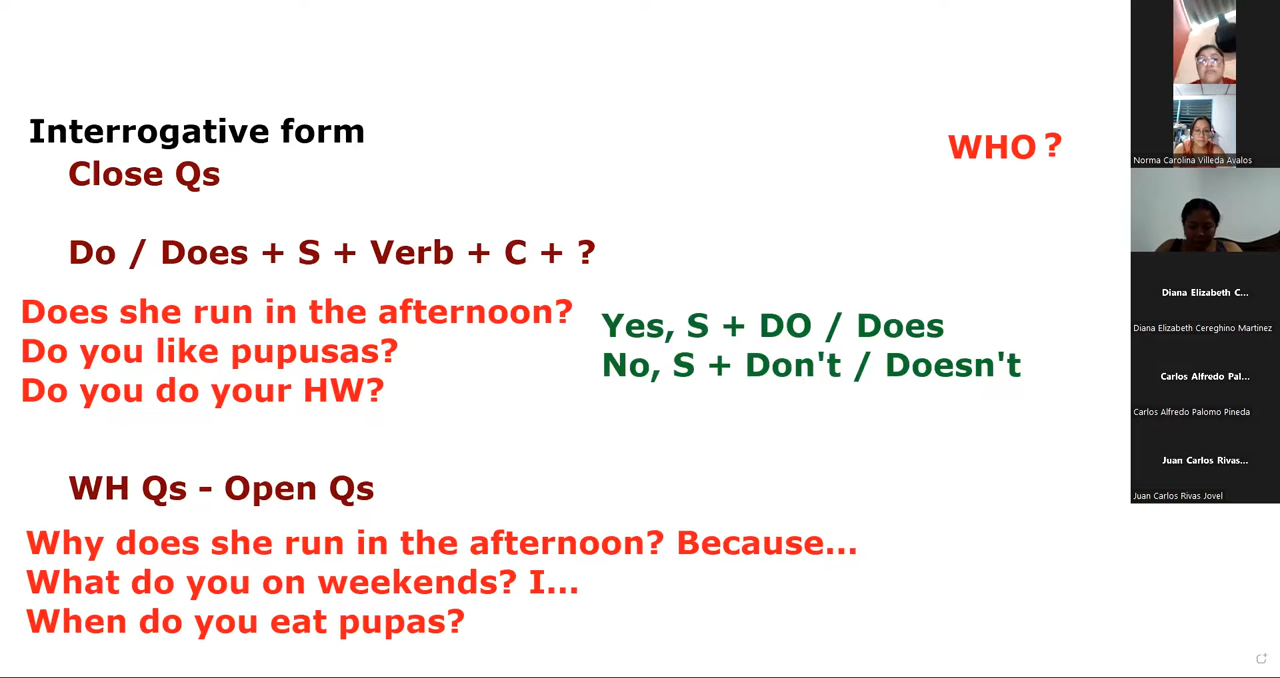 Interrogative form
Close Qs
WHO ?
Do / Does + S + Verb + C + ?
Does she run in the afternoon?
Do you like pupusas?
Do you do your HW?
Yes, S + DO / Does
No, S + Don't / Doesn't
WH Qs - Open Qs
Why does she run in the afternoon? Because...
What do you on weekends? I...
When do you eat pupas?
Norma Carolina Villeda Avalos
Diana Elizabeth C...
Diana Elizabeth Cereghino Martinez
Carlos Alfredo Pal...
Carlos Alfredo Palomo Pineda
Juan Carlos Rivas...
Juan Carlos Rivas Jovel